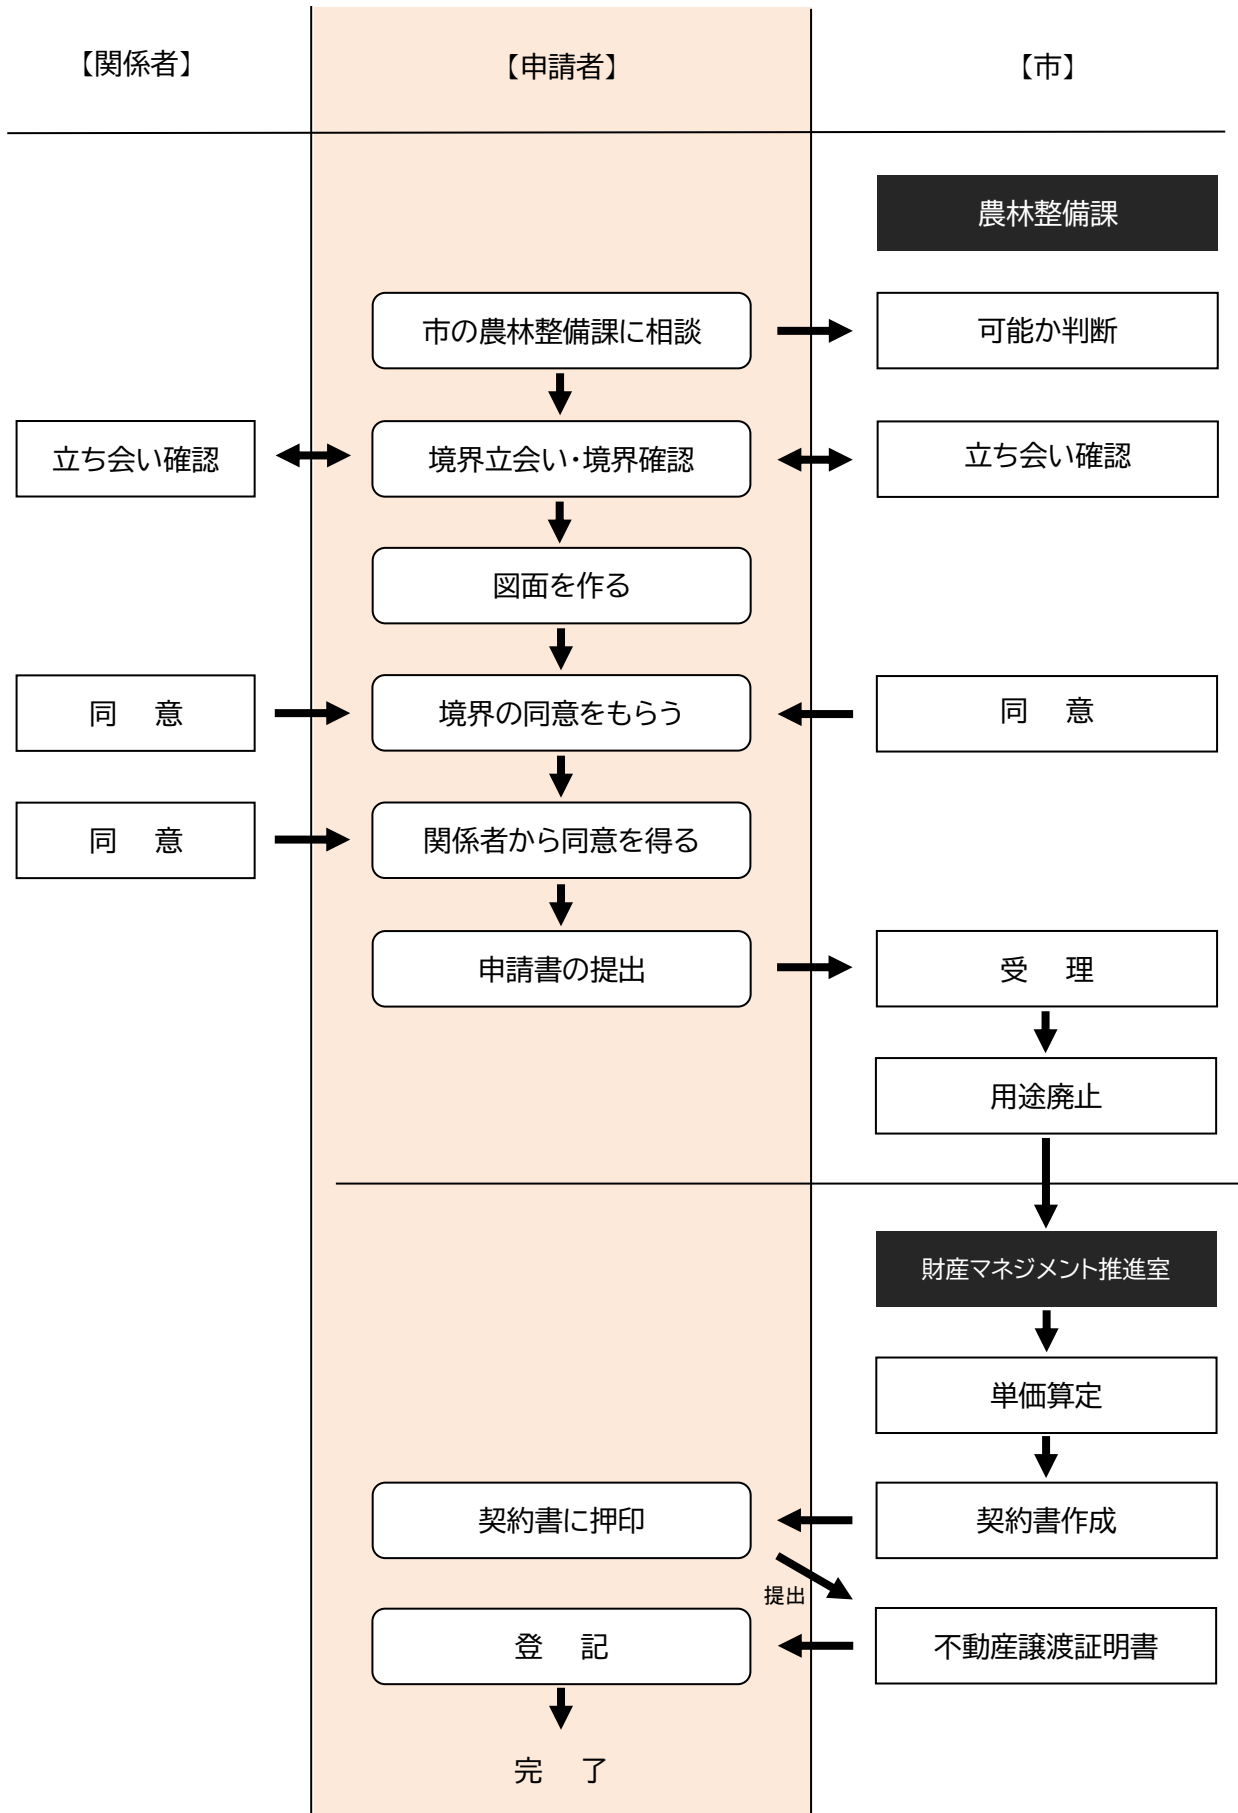 【関係者】
【申請者】
【市】
農林整備課
市の農林整備課に相談
可能か判断
立ち会い確認
境界立会い・境界確認
立ち会い確認
図面を作る
同　意
境界の同意をもらう
同　意
同　意
関係者から同意を得る
申請書の提出
受　理
用途廃止
財産マネジメント推進室
単価算定
契約書に押印
契約書作成
提出
登　記
不動産譲渡証明書
完　了